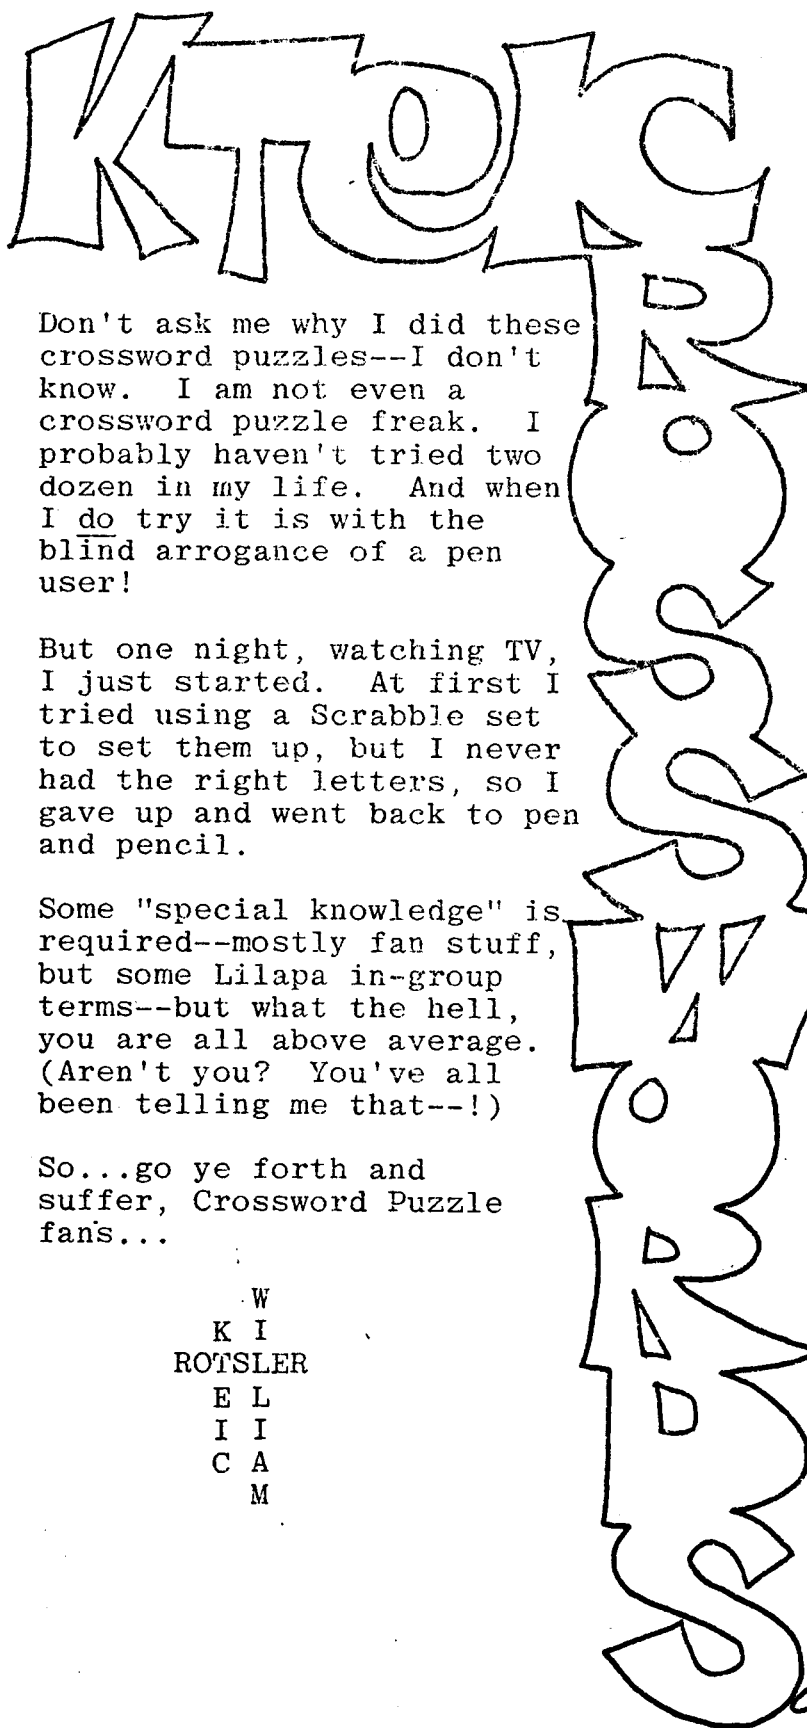 KTEIC
R
O
S
S
W
O
R
D
S
Don't ask me why I did these
crossword puzzles--I don't
know. I am not even a
crossword puzzle freak. I
probably haven't tried two
dozen in my life. And when
I do try it is with the
blind arrogance of a pen
user!
But one night, watching TV,
I just started. At first I
tried using a Scrabble set
to set them up, but I never
had the right letters, so I
gave up and went back to pen
and pencil.
Some "special knowledge" is
required--mostly fan stuff,
but some Lilapa in-group
terms--but what the hell,
you are all above average.
(Aren't you? You've all
been telling me that--!)
So...go ye forth and
suffer, Crossword Puzzle
fans...
W
K I
ROTSLER
E L
I I
C A
M